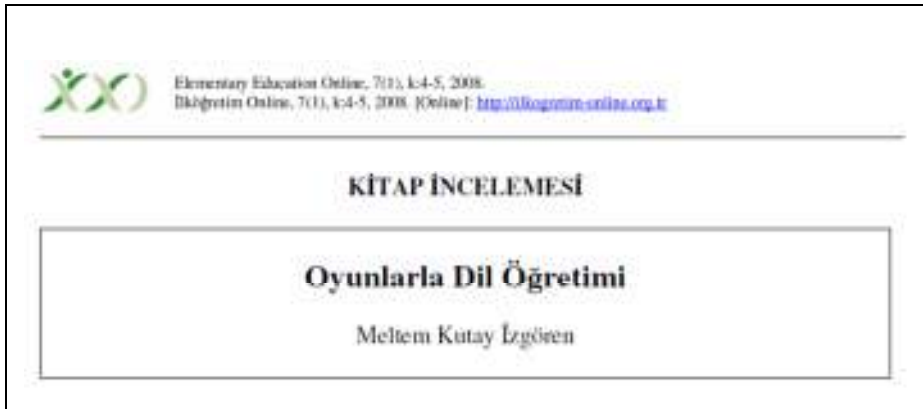 Elementary Education Online, 7(1), k:4-5, 2008.
İlköğretim Online, 7(1), k:4-5, 2008. [Online]: http://ilkogretim-online.org.tr
KİTAP İNCELEMESİ
Oyunlarla Dil Öğretimi
Meltem Kutay İzgören